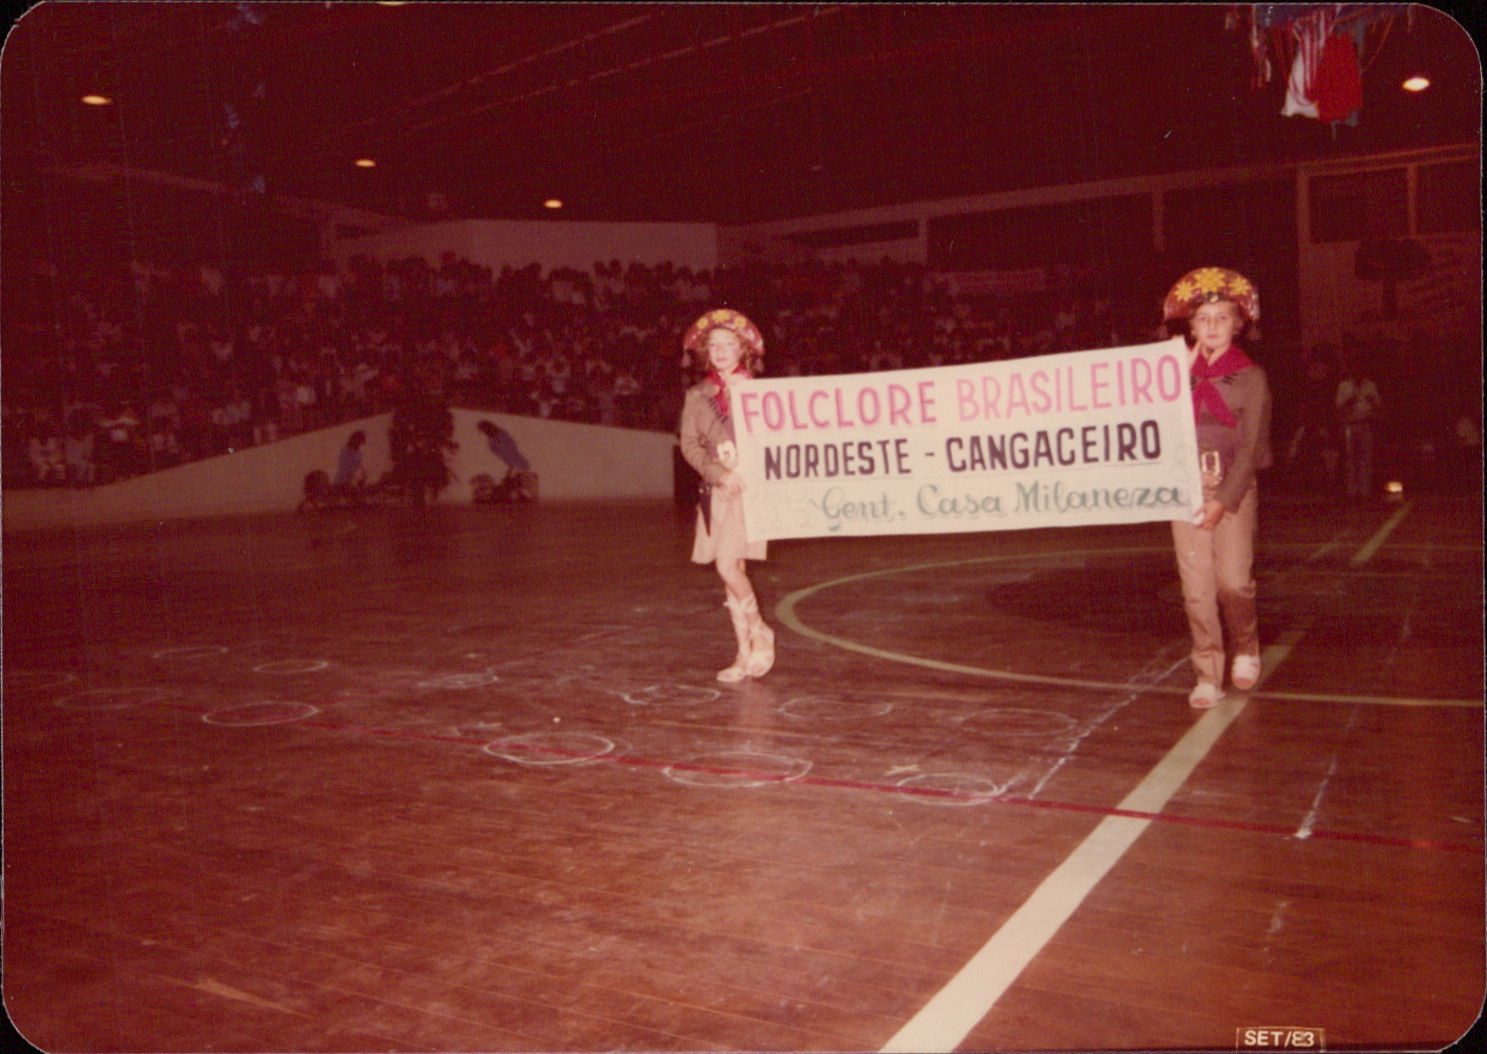 FOLCLORE BRASILEIRO
NORDESTE - CANGACEIRO
Gent. Casa Milaneza
SET/83